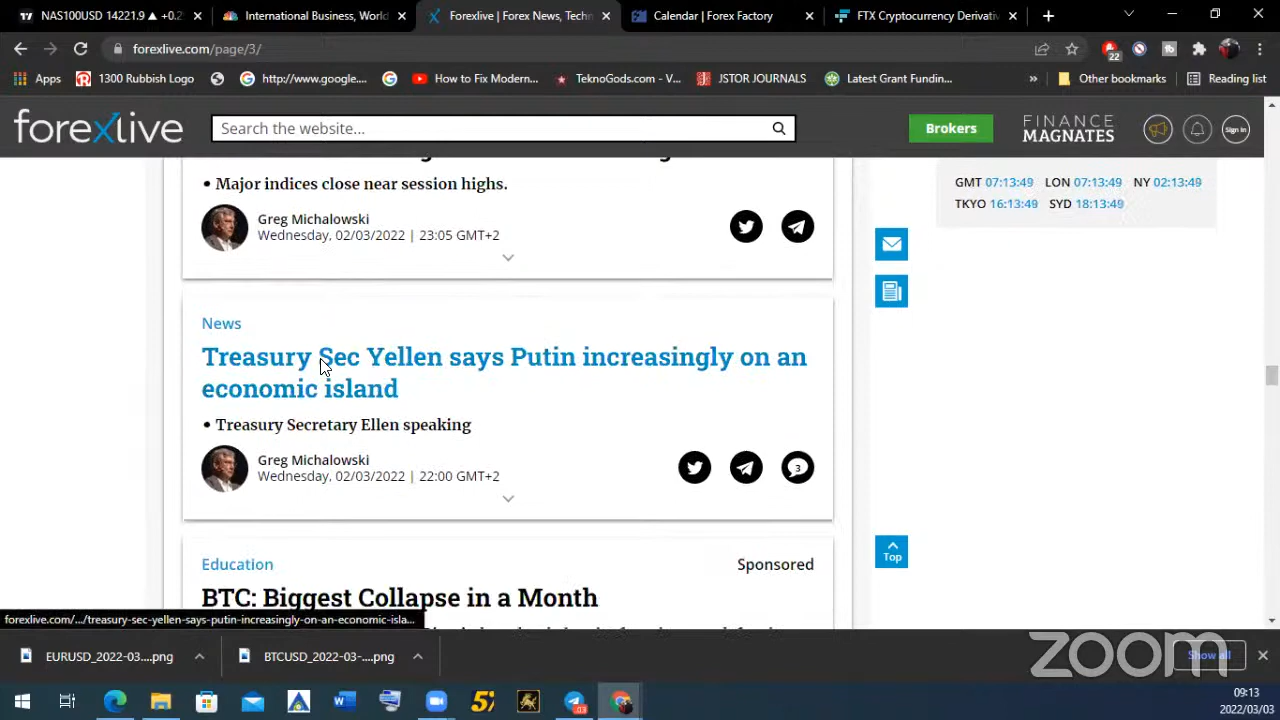 NAS100USD 14221.9 ▲ +0.2
International Business, World
Forexlive | Forex News, Techn
Calendar | Forex Factory
FTX Cryptocurrency Derivati
forexlive.com/page/3/
22
Apps
1300 Rubbish Logo
http://www.google....
How to Fix Modern...
TeknoGods.com - V...
JSTOR JOURNALS
Latest Grant Fundin...
»
Other bookmarks
Reading list
forexlive
Search the website...
Brokers
FINANCE
MAGNATES
Sign In
• Major indices close near session highs.
Greg Michalowski
Wednesday, 02/03/2022 | 23:05 GMT+2
GMT 07:13:49 LON 07:13:49 NY 02:13:49
TKYO 16:13:49 SYD 18:13:49
News
Treasury Sec Yellen says Putin increasingly on an
economic island
• Treasury Secretary Ellen speaking
Greg Michalowski
Wednesday, 02/03/2022 | 22:00 GMT+2
3
Top
Education
Sponsored
BTC: Biggest Collapse in a Month
forexlive.com/.../treasury-sec-yellen-says-putin-increasingly-on-an-economic-isla...
EURUSD_2022-03....png
BTCUSD_2022-03-....png
Show all
zoom
09:13
2022/03/03